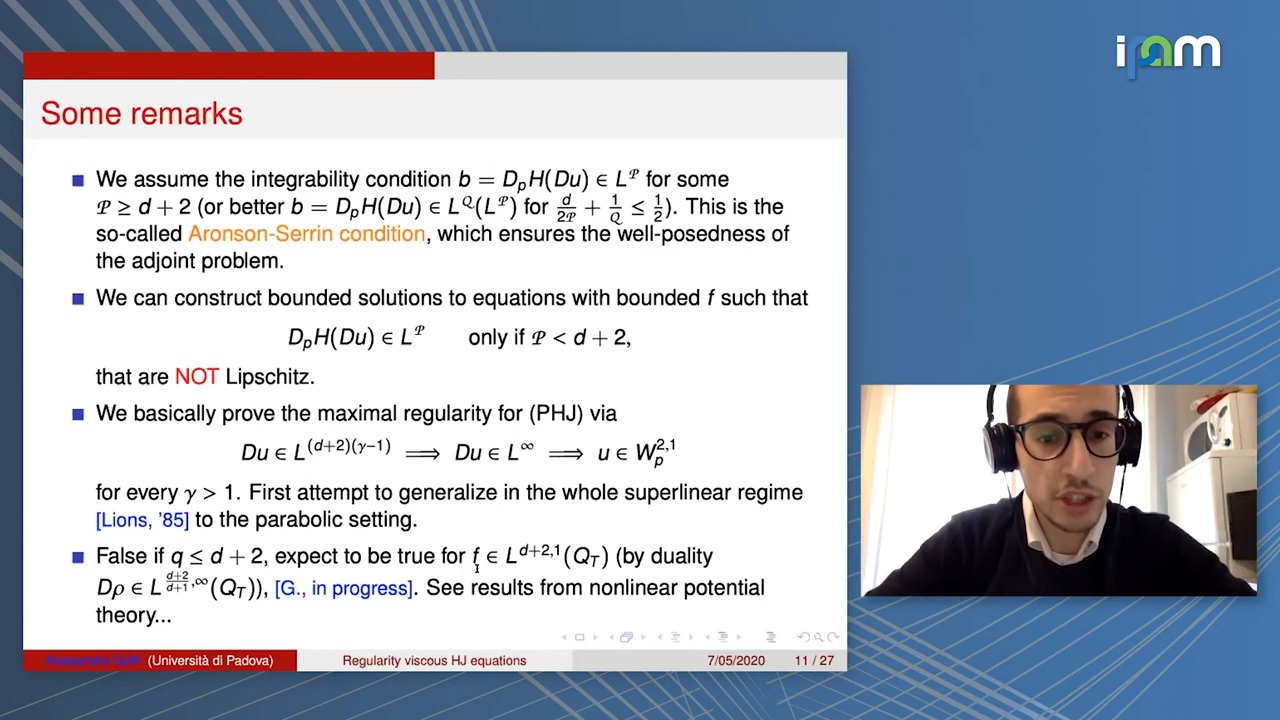 ipam
Some remarks
We assume the integrability condition b = D_pH(Du) ∈ L^𝒫 for some
𝒫 ≥ d + 2 (or better b = D_pH(Du) ∈ L^𝒬(L^𝒫) for d/2𝒫 + 1/𝒬 ≤ 1/2). This is the
so-called Aronson-Serrin condition, which ensures the well-posedness of
the adjoint problem.
We can construct bounded solutions to equations with bounded f such that
D_pH(Du) ∈ L^𝒫 only if 𝒫 < d + 2,
that are NOT Lipschitz.
We basically prove the maximal regularity for (PHJ) via
Du ∈ L^{(d+2)(γ−1)} ⟹ Du ∈ L^∞ ⟹ u ∈ W_p^{2,1}
for every γ > 1. First attempt to generalize in the whole superlinear regime
[Lions, '85] to the parabolic setting.
False if q ≤ d + 2, expect to be true for f ∈ L^{d+2,1}(Q_T) (by duality
Dρ ∈ L^{\frac{d+2}{d+1},∞}(Q_T)), [G., in progress]. See results from nonlinear potential
theory...
Alessandro Goffi (Università di Padova) Regularity viscous HJ equations 7/05/2020 11 / 27